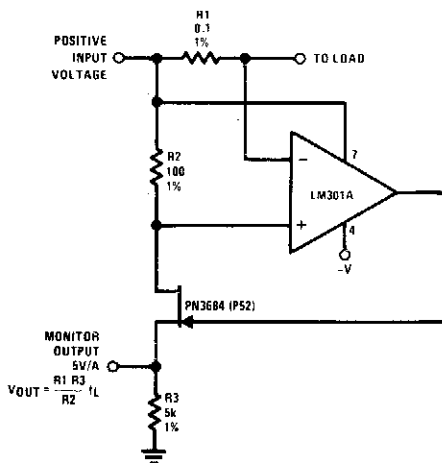 R1
0.1
1%
POSITIVE
INPUT
VOLTAGE
TO LOAD
R2
100
1%
7
−
LM301A
+
4
−V
PN3684 (P52)
MONITOR
OUTPUT
5V/A
VOUT = R1 R3 / R2 IL
R3
5k
1%